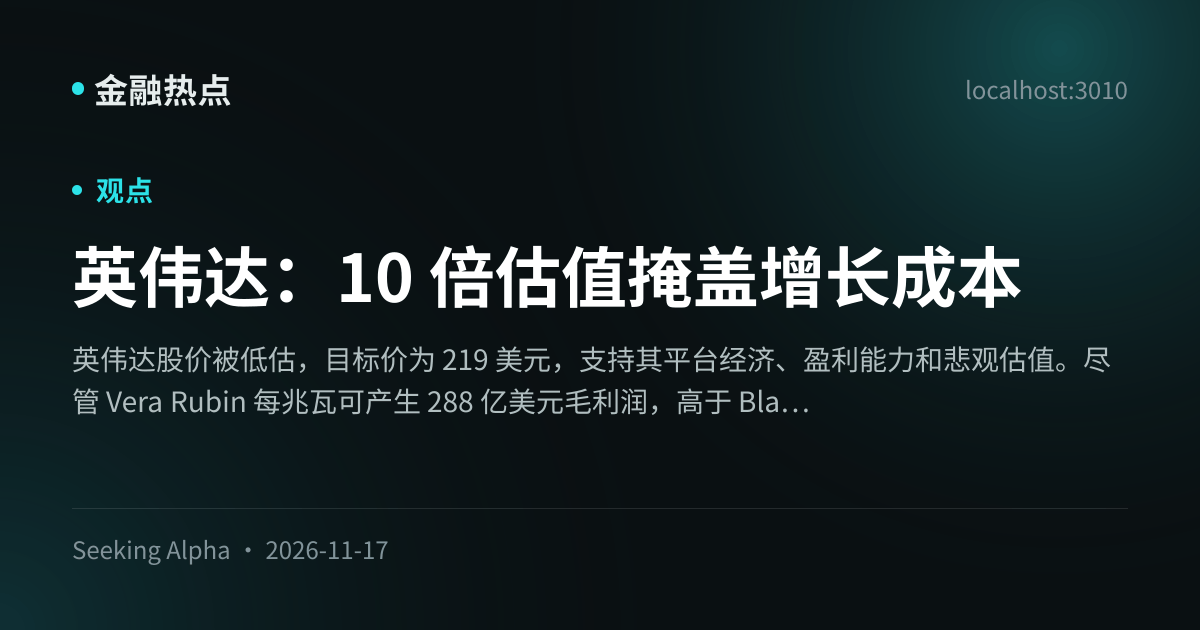 金融热点
localhost:3010
观点
英伟达：10 倍估值掩盖增长成本
英伟达股价被低估，目标价为 219 美元，支持其平台经济、盈利能力和悲观估值。尽
管 Vera Rubin 每兆瓦可产生 288 亿美元毛利润，高于 Bla…
Seeking Alpha · 2026-11-17